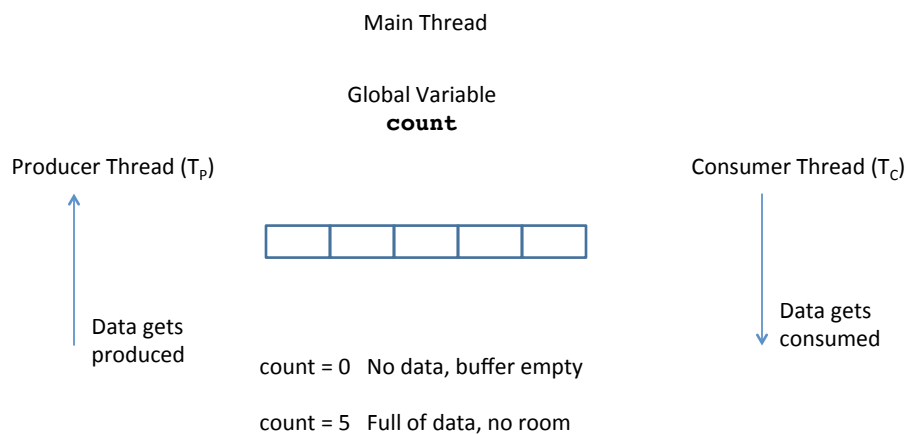 Main Thread
Global Variable
count
Producer Thread (TP)
Consumer Thread (TC)
Data gets
produced
Data gets
consumed
count = 0 No data, buffer empty
count = 5 Full of data, no room